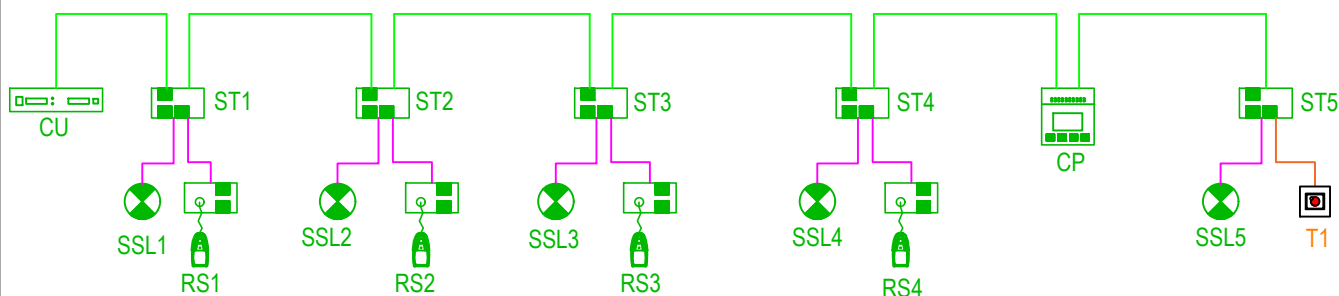 ST1
ST2
ST3
ST4
ST5
CU
CP
SSL1
SSL2
SSL3
SSL4
SSL5
T1
RS1
RS2
RS3
RS4